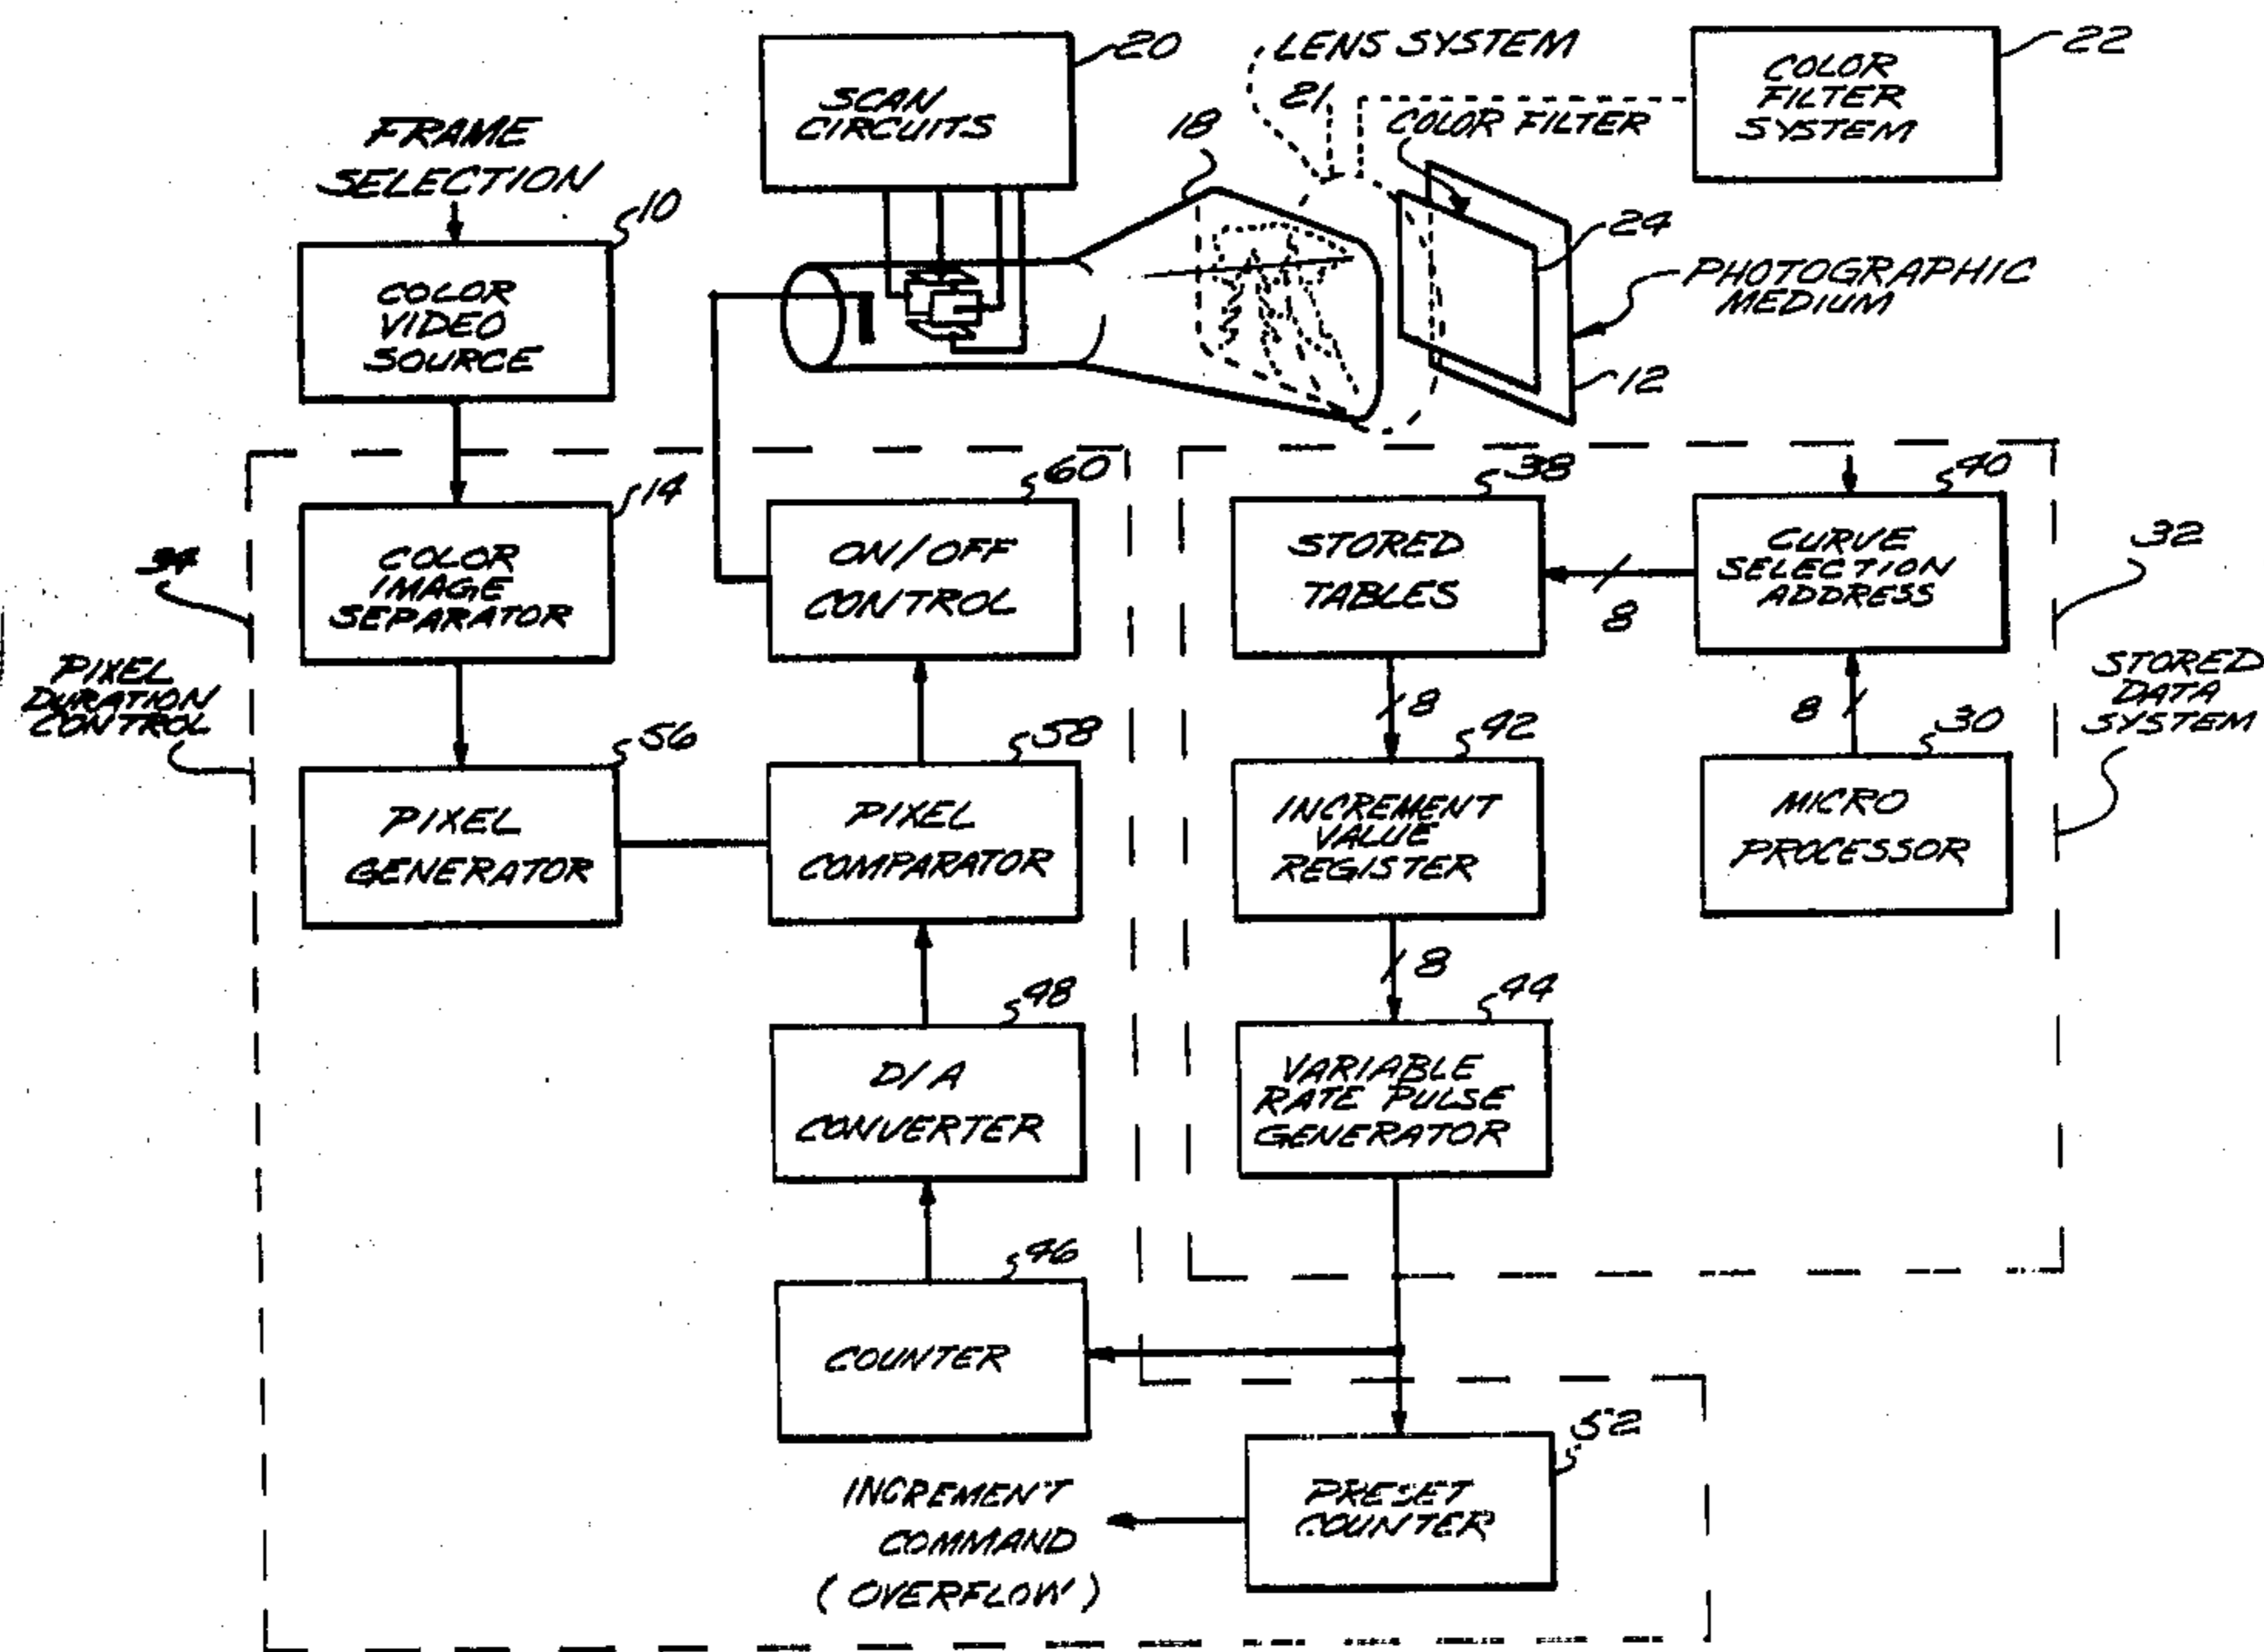 20
SCAN
CIRCUITS
LENS SYSTEM
21
COLOR FILTER
22
COLOR
FILTER
SYSTEM
18
FRAME
SELECTION
10
COLOR
VIDEO
SOURCE
24
PHOTOGRAPHIC
MEDIUM
12
14
COLOR
IMAGE
SEPARATOR
60
ON/OFF
CONTROL
38
STORED
TABLES
8
40
CURVE
SELECTION
ADDRESS
32
34
PIXEL
DURATION
CONTROL
STORED
DATA
SYSTEM
56
PIXEL
GENERATOR
58
PIXEL
COMPARATOR
8
42
INCREMENT
VALUE
REGISTER
8
30
MICRO
PROCESSOR
48
D/A
CONVERTER
8
44
VARIABLE
RATE PULSE
GENERATOR
46
COUNTER
52
PRESET
COUNTER
INCREMENT
COMMAND
(OVERFLOW)